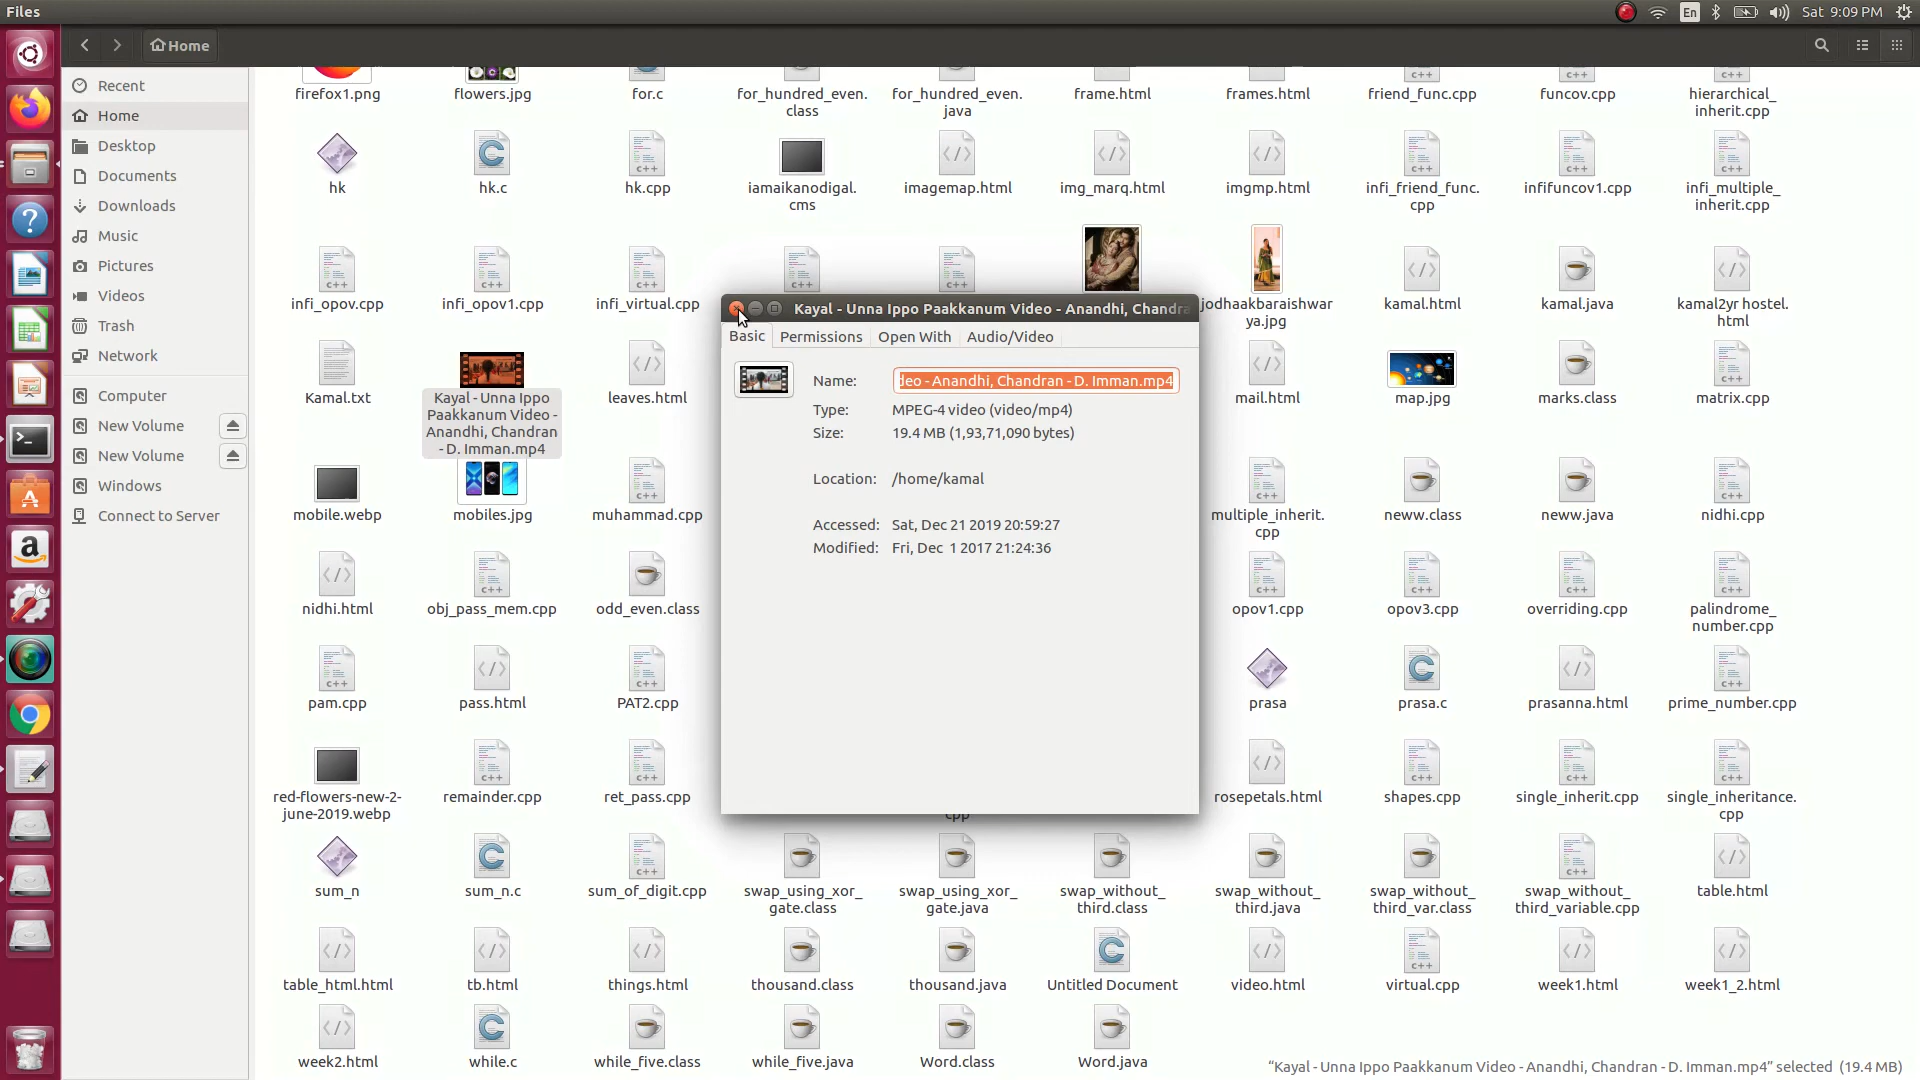 Files
En
Sat 9:09 PM
Home
Recent
Home
Desktop
Documents
Downloads
Music
Pictures
Videos
Trash
Network
Computer
New Volume
New Volume
Windows
Connect to Server
firefox1.png
flowers.jpg
for.c
for_hundred_even.
class
for_hundred_even.
java
frame.html
frames.html
friend_func.cpp
funcov.cpp
hierarchical_
inherit.cpp
hk
hk.c
hk.cpp
iamaikanodigal.
cms
imagemap.html
img_marq.html
imgmp.html
infi_friend_func.
cpp
infifuncov1.cpp
infi_multiple_
inherit.cpp
infi_opov.cpp
infi_opov1.cpp
infi_virtual.cpp
jodhaakbaraishwar
ya.jpg
kamal.html
kamal.java
kamal2yr hostel.
html
Kamal.txt
Kayal - Unna Ippo
Paakkanum Video -
Anandhi, Chandran
- D. Imman.mp4
leaves.html
mail.html
map.jpg
marks.class
matrix.cpp
mobile.webp
mobiles.jpg
muhammad.cpp
multiple_inherit.
cpp
neww.class
neww.java
nidhi.cpp
nidhi.html
obj_pass_mem.cpp
odd_even.class
opov1.cpp
opov3.cpp
overriding.cpp
palindrome_
number.cpp
pam.cpp
pass.html
PAT2.cpp
prasa
prasa.c
prasanna.html
prime_number.cpp
red-flowers-new-2-
june-2019.webp
remainder.cpp
ret_pass.cpp
cpp
rosepetals.html
shapes.cpp
single_inherit.cpp
single_inheritance.
cpp
sum_n
sum_n.c
sum_of_digit.cpp
swap_using_xor_
gate.class
swap_using_xor_
gate.java
swap_without_
third.class
swap_without_
third.java
swap_without_
third_var.class
swap_without_
third_variable.cpp
table.html
table_html.html
tb.html
things.html
thousand.class
thousand.java
Untitled Document
video.html
virtual.cpp
week1.html
week1_2.html
week2.html
while.c
while_five.class
while_five.java
Word.class
Word.java
Kayal - Unna Ippo Paakkanum Video - Anandhi, Chandra
Basic
Permissions
Open With
Audio/Video
Name:
deo - Anandhi, Chandran - D. Imman.mp4
Type:
MPEG-4 video (video/mp4)
Size:
19.4 MB (1,93,71,090 bytes)
Location:
/home/kamal
Accessed:
Sat, Dec 21 2019 20:59:27
Modified:
Fri, Dec 1 2017 21:24:36
“Kayal - Unna Ippo Paakkanum Video - Anandhi, Chandran - D. Imman.mp4” selected (19.4 MB)